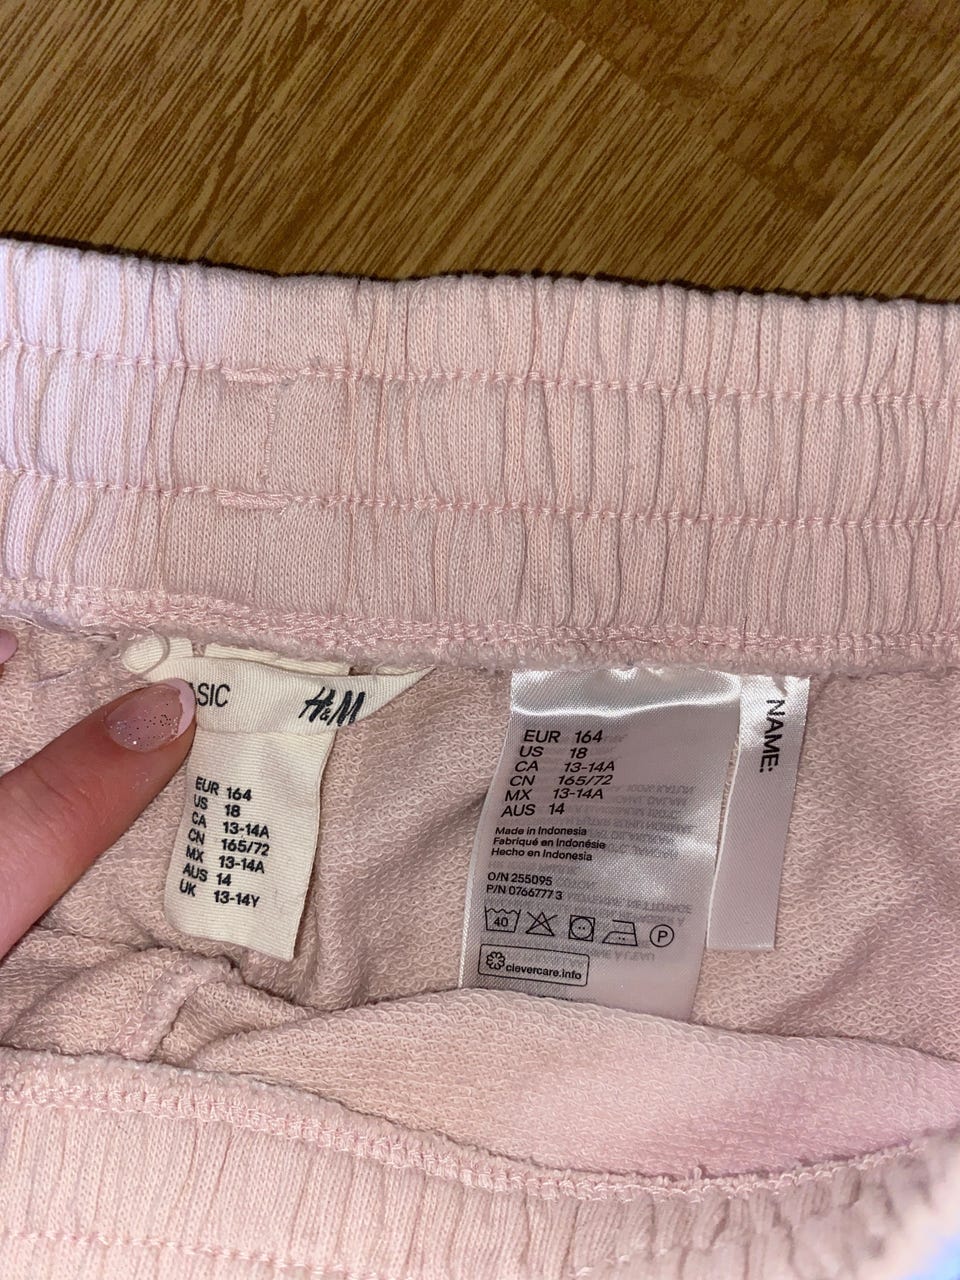 ASIC H&M
EUR 164
US 18
CA 13-14A
CN 165/72
MX 13-14A
AUS 14
UK 13-14Y
EUR 164
US 18
CA 13-14A
CN 165/72
MX 13-14A
AUS 14
Made in Indonesia
Fabriqué en Indonésie
Hecho en Indonesia
O/N 255095
P/N 0766777 3
40
P
clevercare.info
NAME: